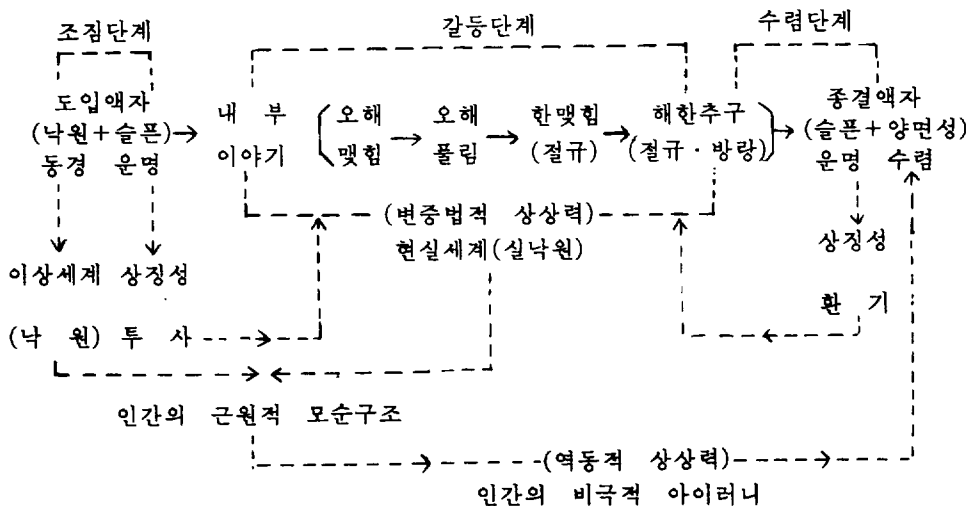 조짐단계 갈등단계 수렴단계
도입액자 내 부 오해 오해 한맺힘 해한추구 종결액자
(낙원+슬픈) 이야기 맺힘 풀림 (절규) (절규·방랑) (슬픈+양면성)
동경 운명 운명 수렴
(변증법적 상상력)
현실세계(실낙원)
이상세계 상징성 상징성
환 기
(낙 원) 투 사
인간의 근원적 모순구조
(역동적 상상력)
인간의 비극적 아이러니